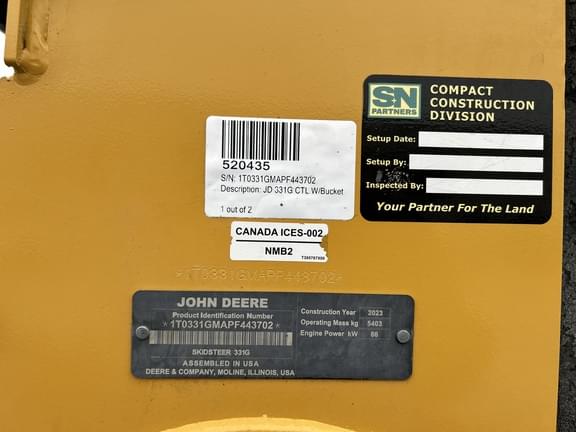 SN
PARTNERS
COMPACT
CONSTRUCTION
DIVISION
Setup Date:
Setup By:
Inspected By:
Your Partner For The Land
520435
S/N: 1T0331GMAPF443702
Description: JD 331G CTL W/Bucket
1 out of 2
CANADA ICES-002
NMB2
*1T0331GMAPF443702*
JOHN DEERE
Product Identification Number
*1T0331GMAPF443702*
SKIDSTEER 331G
ASSEMBLED IN USA
DEERE & COMPANY, MOLINE, ILLINOIS, USA
Construction Year 2023
Operating Mass kg 5403
Engine Power kW 66